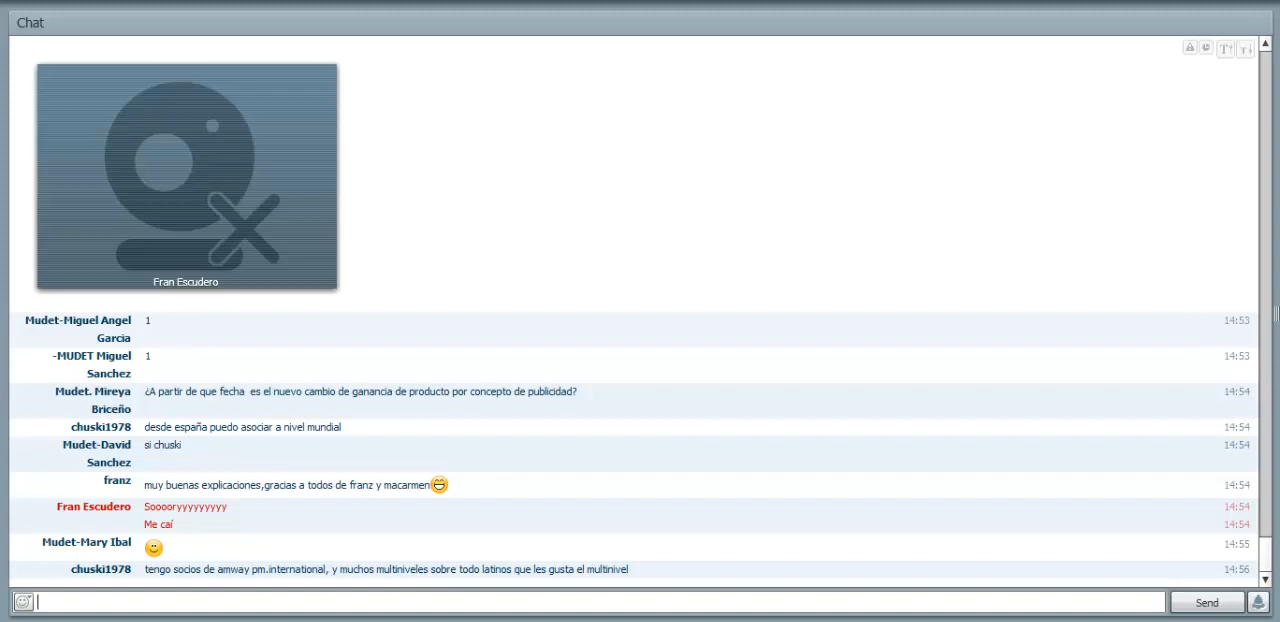 Chat
Fran Escudero
Mudet-Miguel Angel 1 14:53
Garcia
-MUDET Miguel 1 14:53
Sanchez
Mudet. Mireya ¿A partir de que fecha es el nuevo cambio de ganancia de producto por concepto de publicidad? 14:54
Briceño
chuski1978 desde españa puedo asociar a nivel mundial 14:54
Mudet-David si chuski 14:54
Sanchez
franz muy buenas explicaciones,gracias a todos de franz y macarmen 14:54
Fran Escudero Sooooryyyyyyyyy 14:54
Me caí 14:54
Mudet-Mary Ibal 14:55
chuski1978 tengo socios de amway pm.international, y muchos multiniveles sobre todo latinos que les gusta el multinivel 14:56
Send